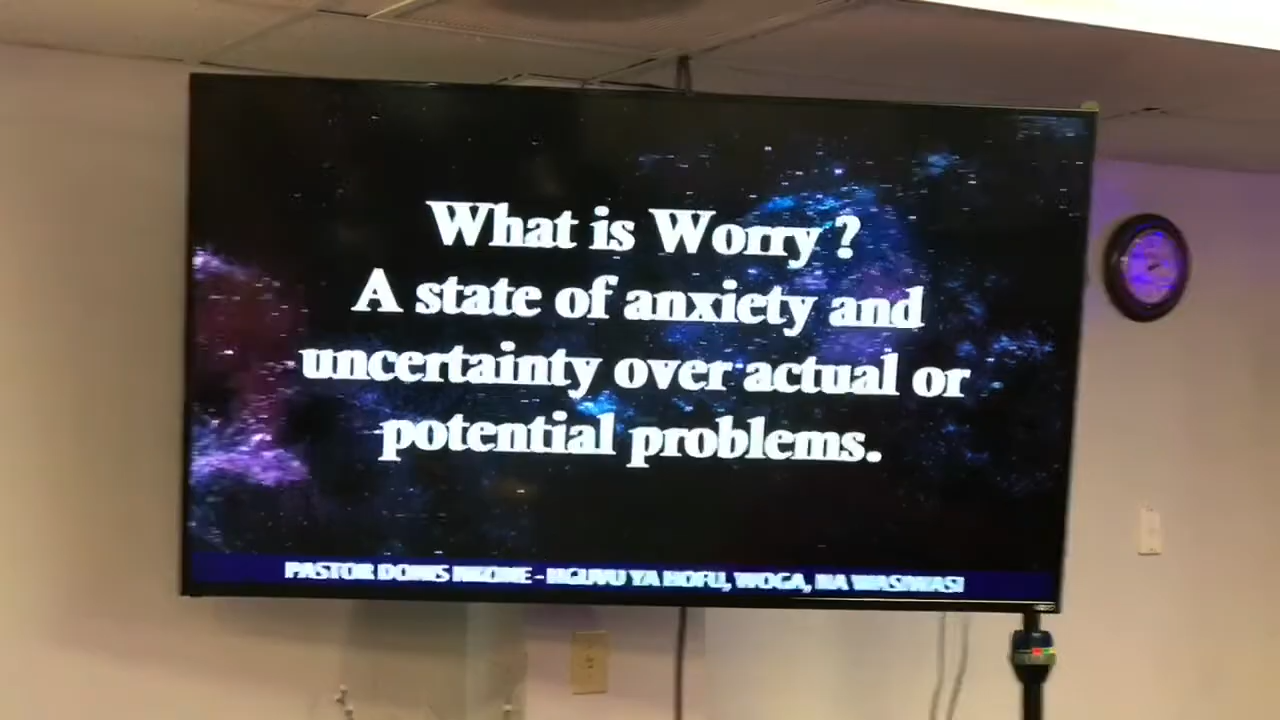 What is Worry ?
A state of anxiety and
uncertainty over actual or
potential problems.
PASTOR NKONE - NGUVU YA HOFU, WOGA, NA WASIWASI